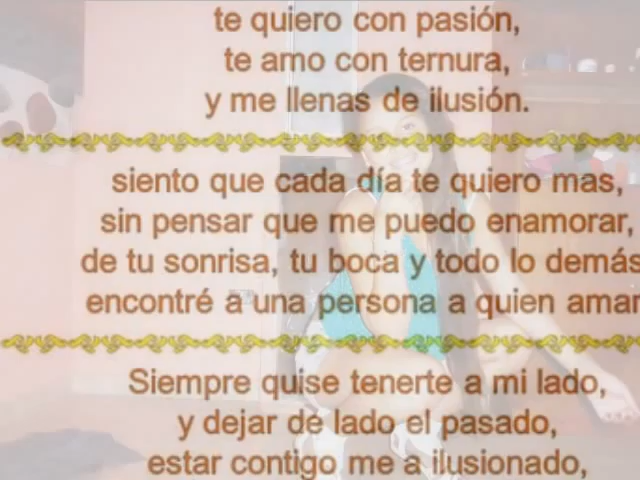 te quiero con pasión,
te amo con ternura,
y me llenas de ilusión.
siento que cada día te quiero mas,
sin pensar que me puedo enamorar,
de tu sonrisa, tu boca y todo lo demás
encontré a una persona a quien amar
Siempre quise tenerte a mi lado,
y dejar de lado el pasado,
estar contigo me a ilusionado,